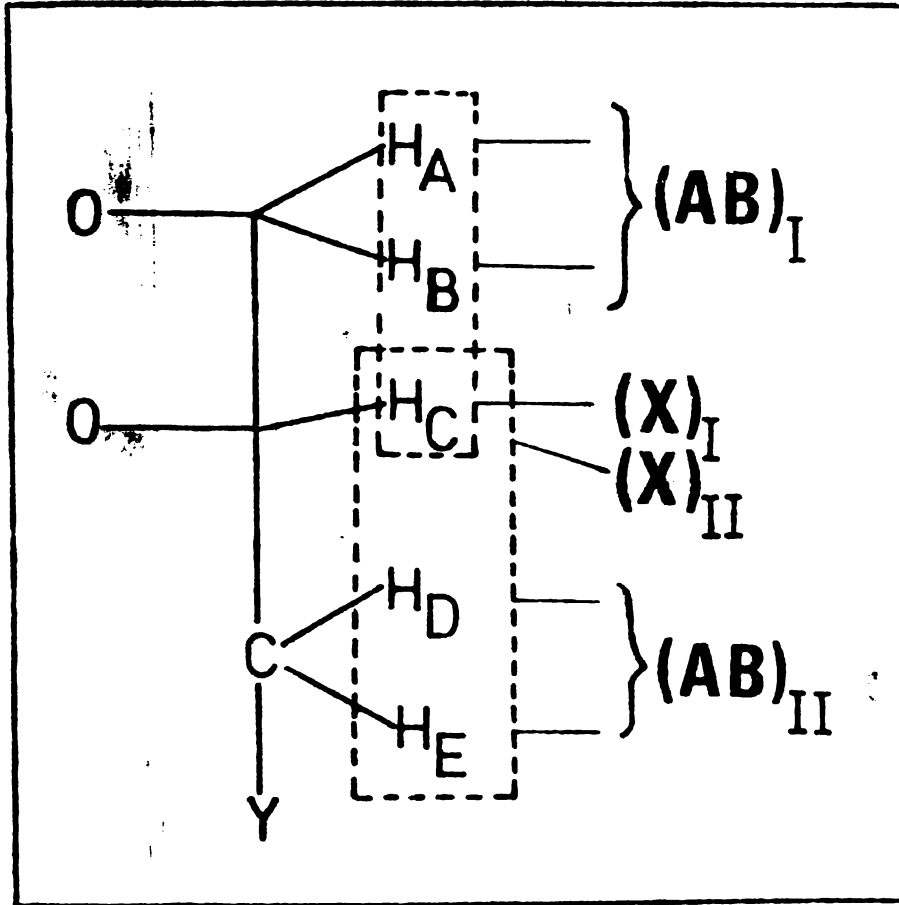 H_A
O
(AB)_I
H_B
O
H_C
(X)_I
(X)_II
H_D
C
(AB)_II
H_E
Y